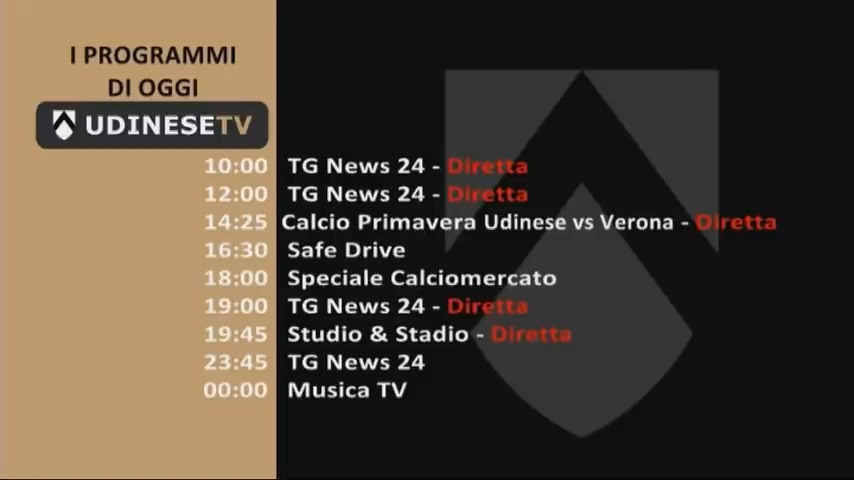 I PROGRAMMI
DI OGGI
UDINESETV
10:00 TG News 24 - Diretta
12:00 TG News 24 - Diretta
14:25 Calcio Primavera Udinese vs Verona - Diretta
16:30 Safe Drive
18:00 Speciale Calciomercato
19:00 TG News 24 - Diretta
19:45 Studio & Stadio - Diretta
23:45 TG News 24
00:00 Musica TV